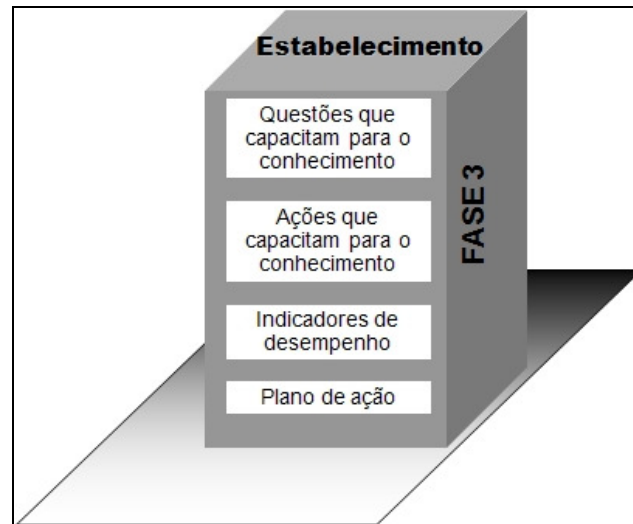 Estabelecimento
Questões que
capacitam para o
conhecimento
Ações que
capacitam para o
conhecimento
Indicadores de
desempenho
Plano de ação
FASE 3